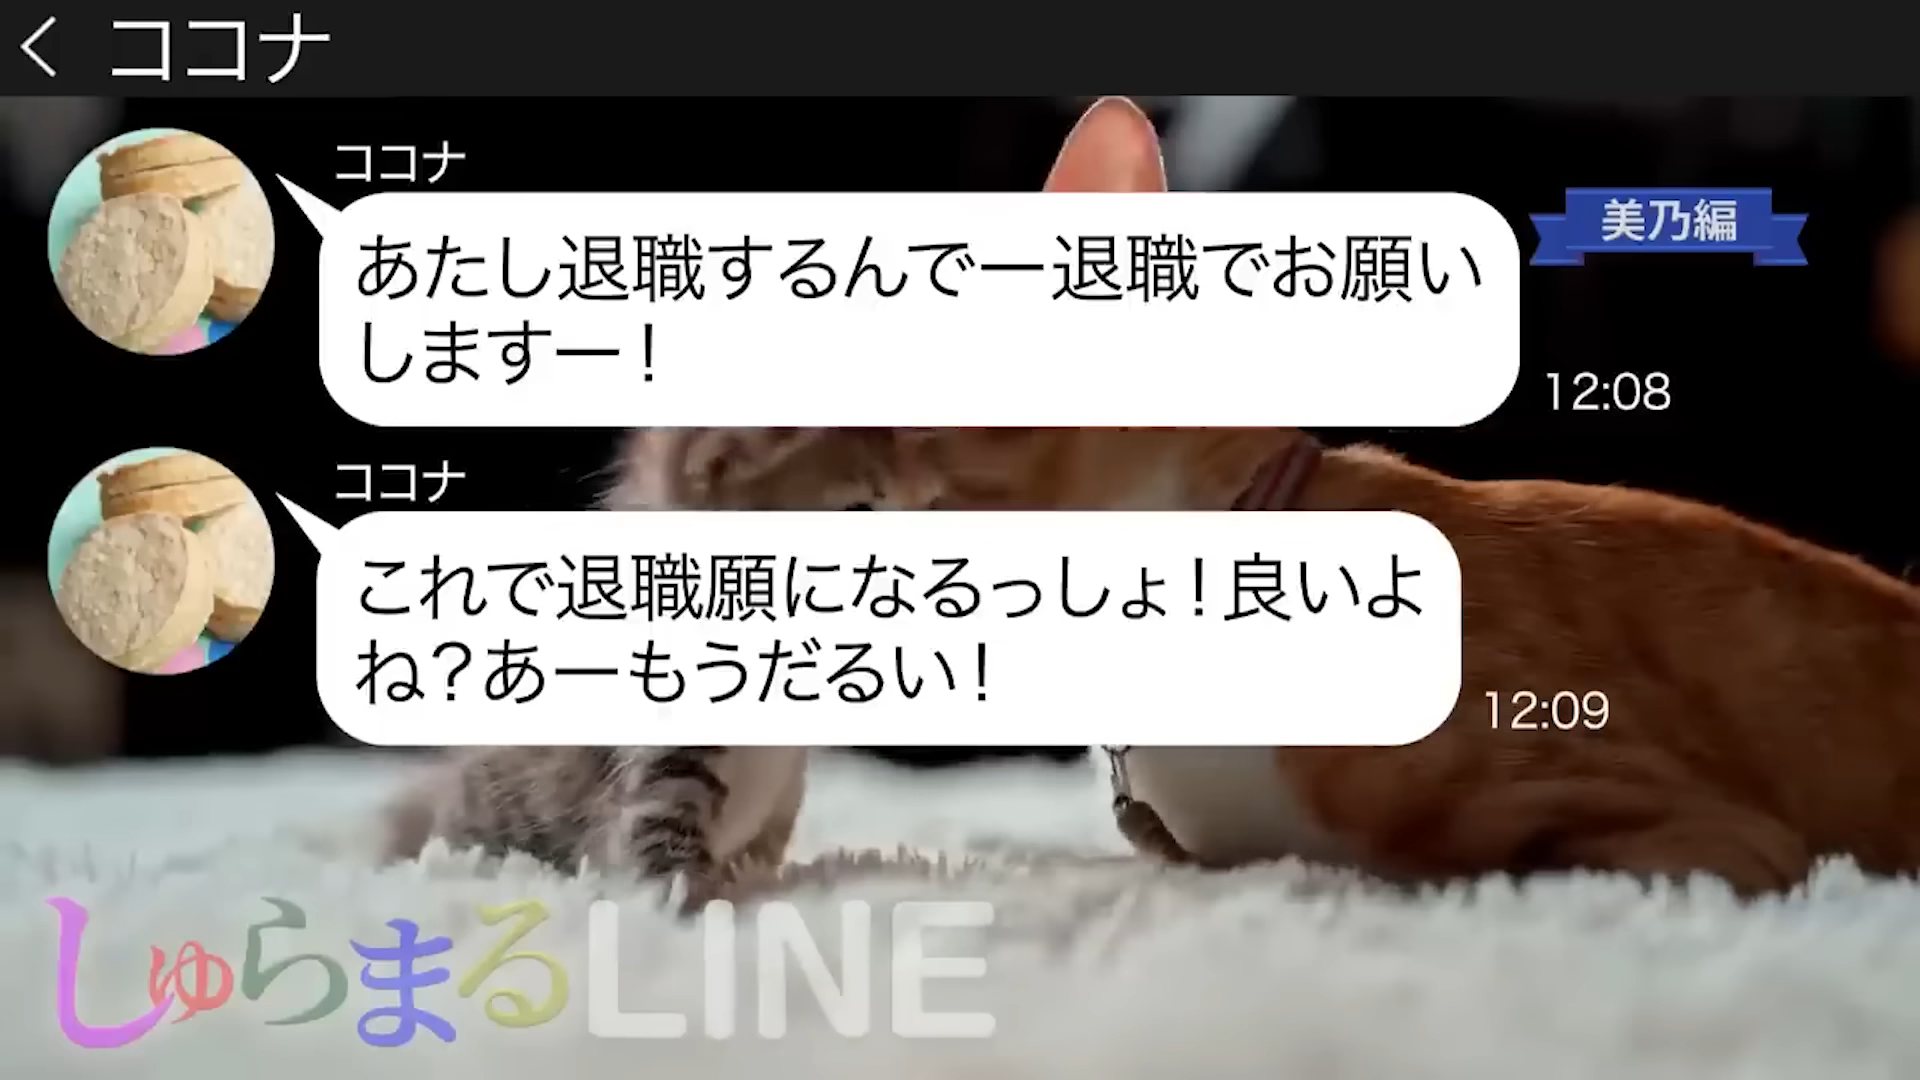 ココナ
ココナ
あたし退職するんでー退職でお願い
しますー！
美乃編
12:08
ココナ
これで退職願になるっしょ！良いよ
ね？あーもうだるい！
12:09
しゅらまるLINE